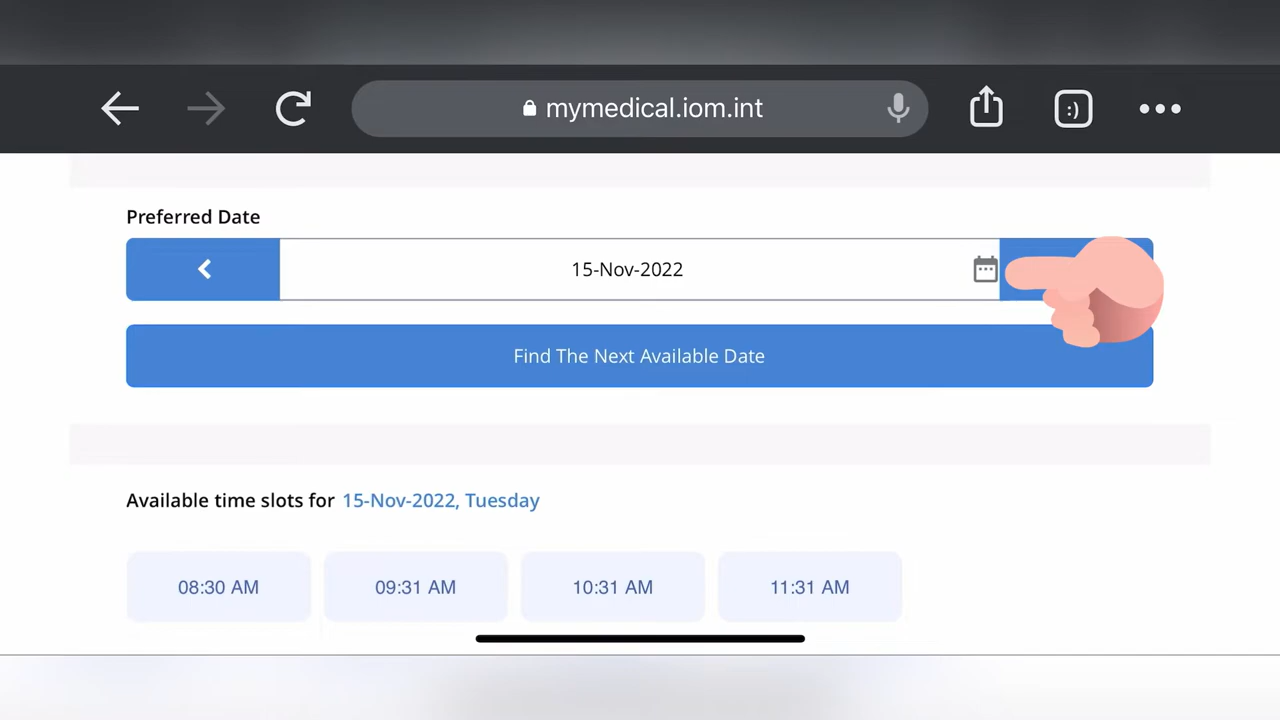 mymedical.iom.int
:)
Preferred Date
15-Nov-2022
Find The Next Available Date
Available time slots for 15-Nov-2022, Tuesday
08:30 AM 09:31 AM 10:31 AM 11:31 AM